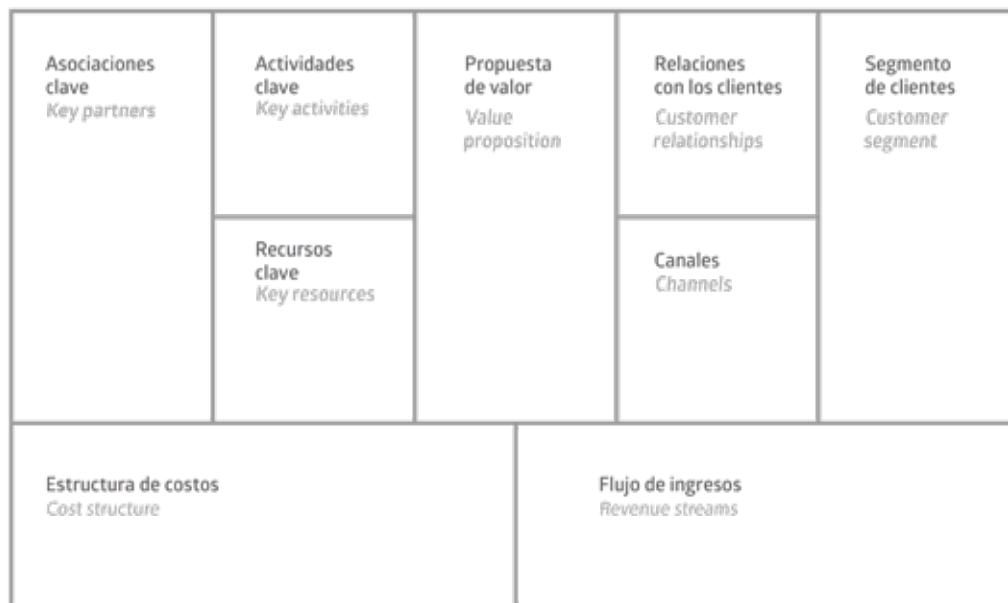 Asociaciones
clave
Key partners
Actividades
clave
Key activities
Recursos
clave
Key resources
Propuesta
de valor
Value
proposition
Relaciones
con los clientes
Customer
relationships
Canales
Channels
Segmento
de clientes
Customer
segment
Estructura de costos
Cost structure
Flujo de ingresos
Revenue streams